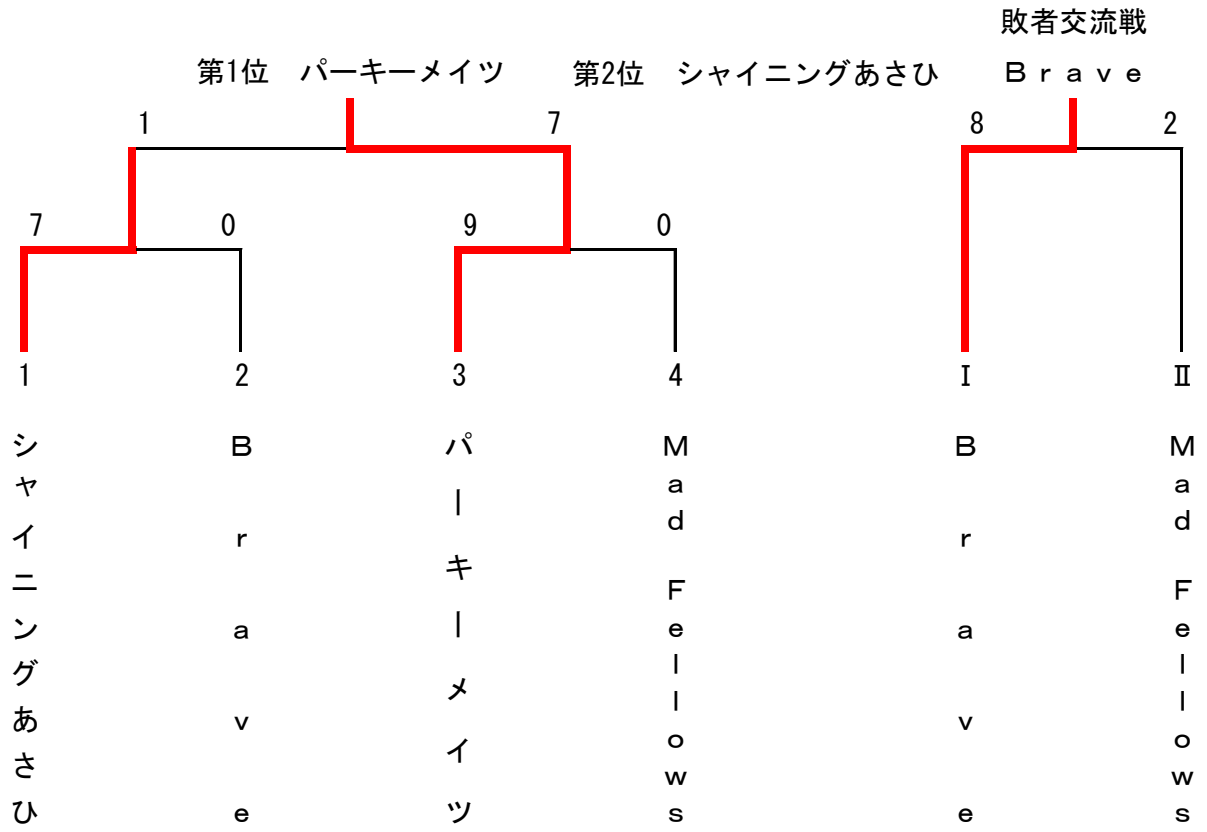 敗者交流戦
第1位　パーキーメイツ　第2位　シャイニングあさひ　Ｂｒａｖｅ
1 7 8 2
7 0 9 0
1 2 3 4 Ⅰ Ⅱ
シャイニングあさひ
Ｂｒａｖｅ
パーキーメイツ
Ｍａｄ　Ｆｅｌｌｏｗｓ
Ｂｒａｖｅ
Ｍａｄ　Ｆｅｌｌｏｗｓ